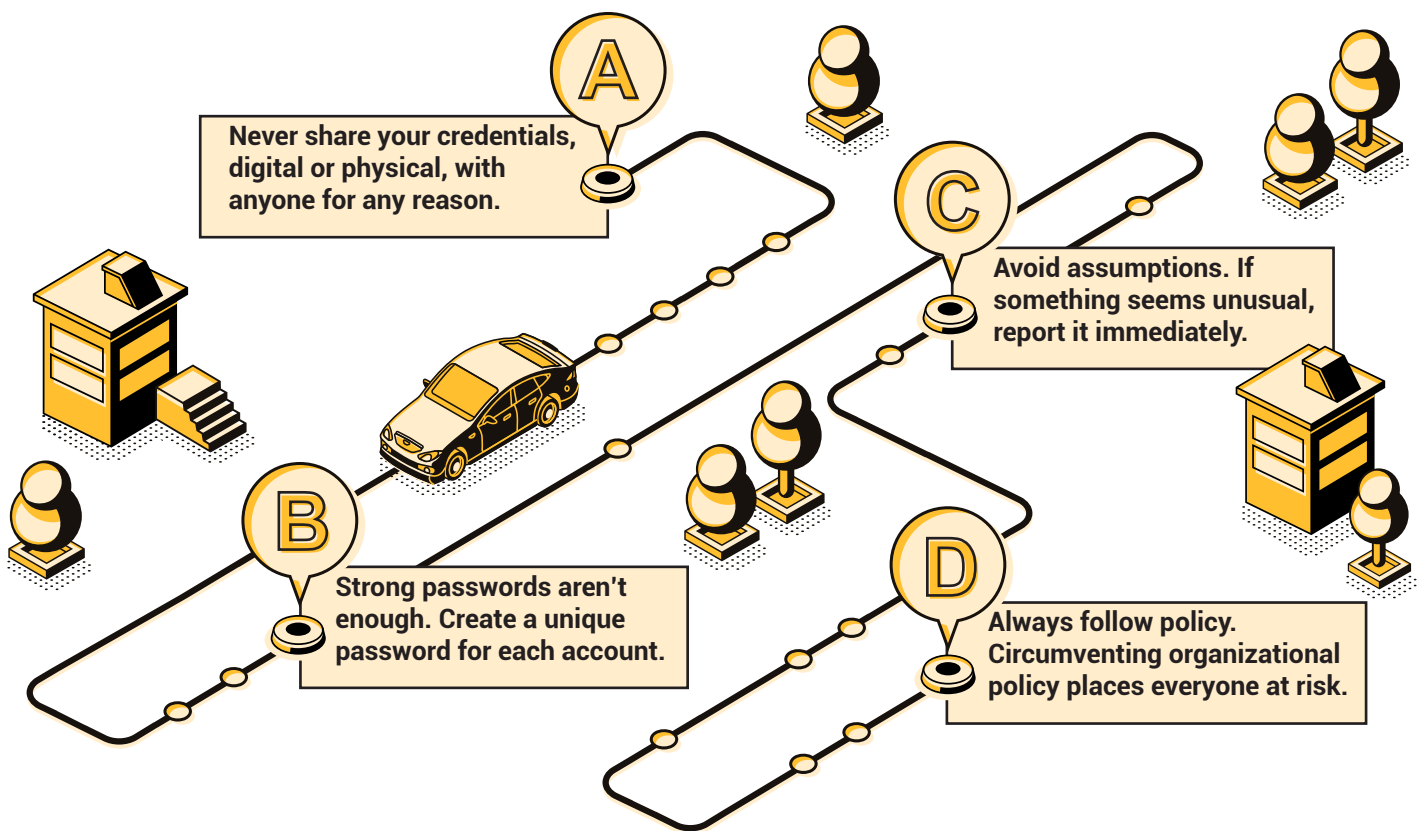 A
Never share your credentials,
digital or physical, with
anyone for any reason.
B
Strong passwords aren't
enough. Create a unique
password for each account.
C
Avoid assumptions. If
something seems unusual,
report it immediately.
D
Always follow policy.
Circumventing organizational
policy places everyone at risk.